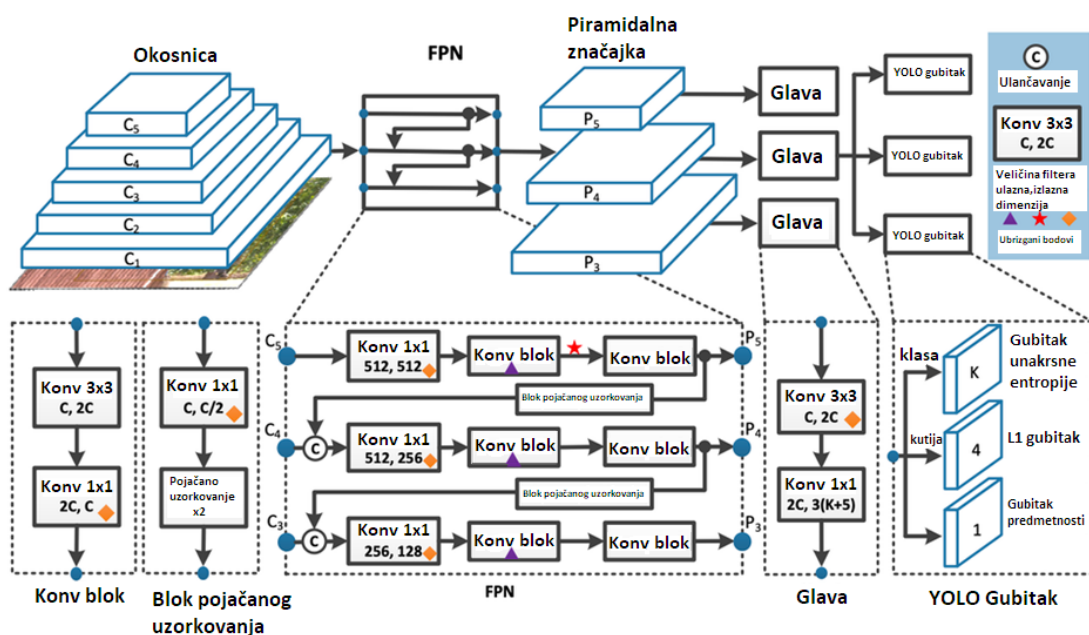 Okosnica
C5
C4
C3
C2
C1
FPN
Piramidalna
značajka
P5
P4
P3
Glava
Glava
Glava
YOLO gubitak
YOLO gubitak
YOLO gubitak
C
Ulančavanje
Konv 3x3
C, 2C
Veličina filtera
ulazna,izlazna
dimenzija
Ubrizgani bodovi
Konv 3x3
C, 2C
Konv 1x1
2C, C
Konv blok
Konv 1x1
C, C/2
Pojačano
uzorkovanje
x2
Blok pojačanog
uzorkovanja
C5
Konv 1x1
512, 512
Konv blok
Konv blok
P5
Blok pojačanog uzorkovanja
C4
C
Konv 1x1
512, 256
Konv blok
Konv blok
P4
Blok pojačanog uzorkovanja
C3
C
Konv 1x1
256, 128
Konv blok
Konv blok
P3
FPN
Konv 3x3
C, 2C
Konv 1x1
2C, 3(K+5)
Glava
klasa
K
Gubitak
unakrsne
entropije
kutija
4
L1 gubitak
1
Gubitak
predmetnosti
YOLO Gubitak